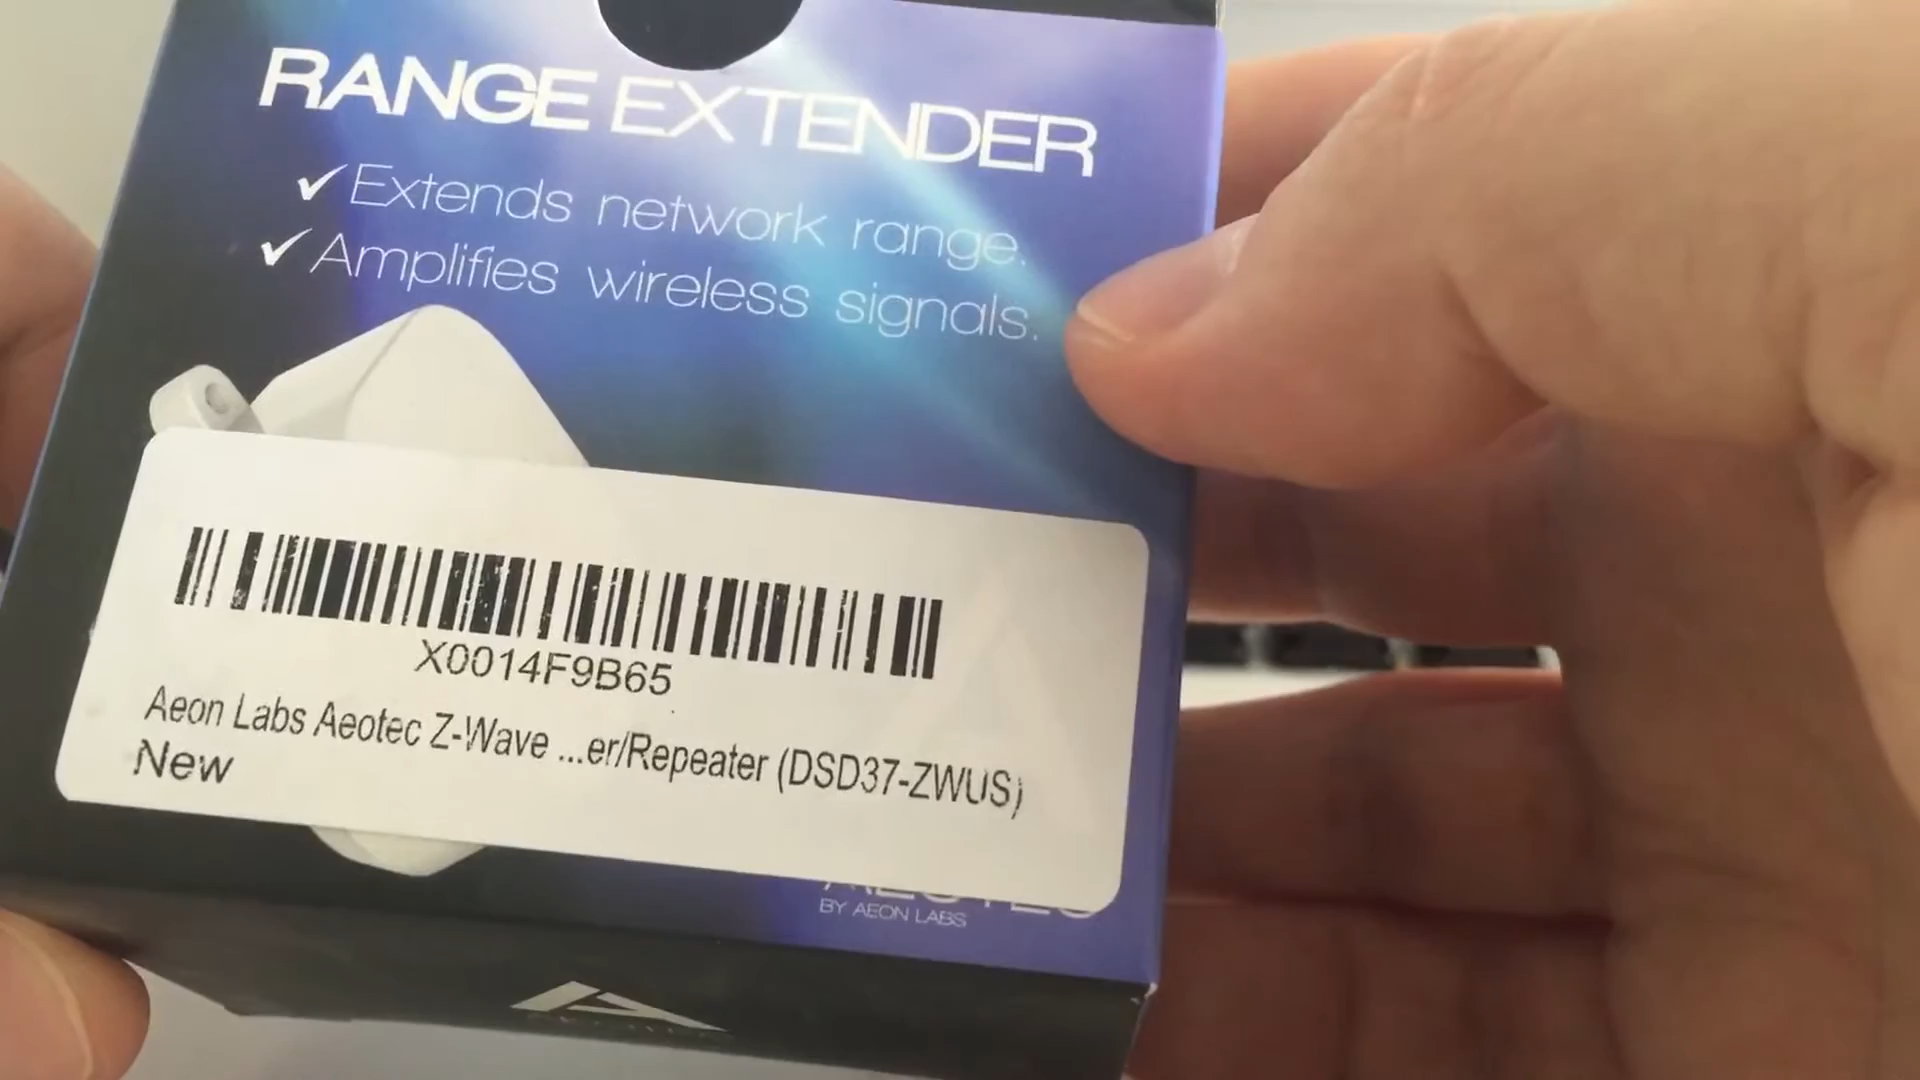 RANGE EXTENDER
✓ Extends network range.
✓ Amplifies wireless signals.
X0014F9B65
Aeon Labs Aeotec Z-Wave ...er/Repeater (DSD37-ZWUS)
New
BY AEON LABS